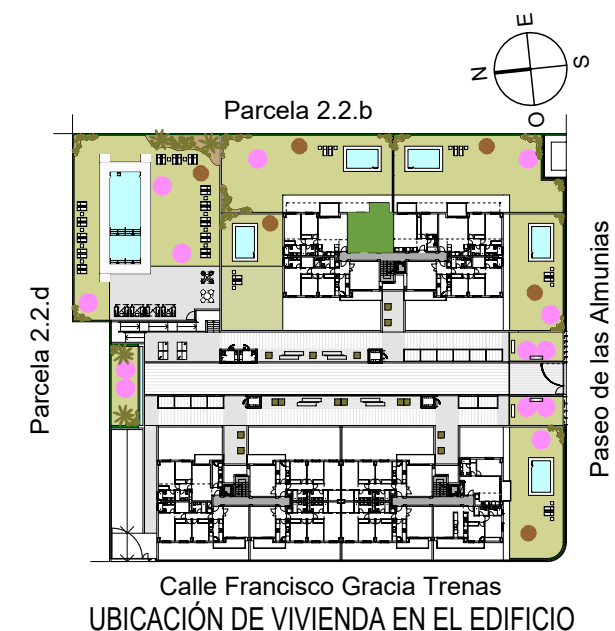 E
N
S
O
Parcela 2.2.b
Parcela 2.2.d
Paseo de las Almunias
Calle Francisco Gracia Trenas
UBICACIÓN DE VIVIENDA EN EL EDIFICIO